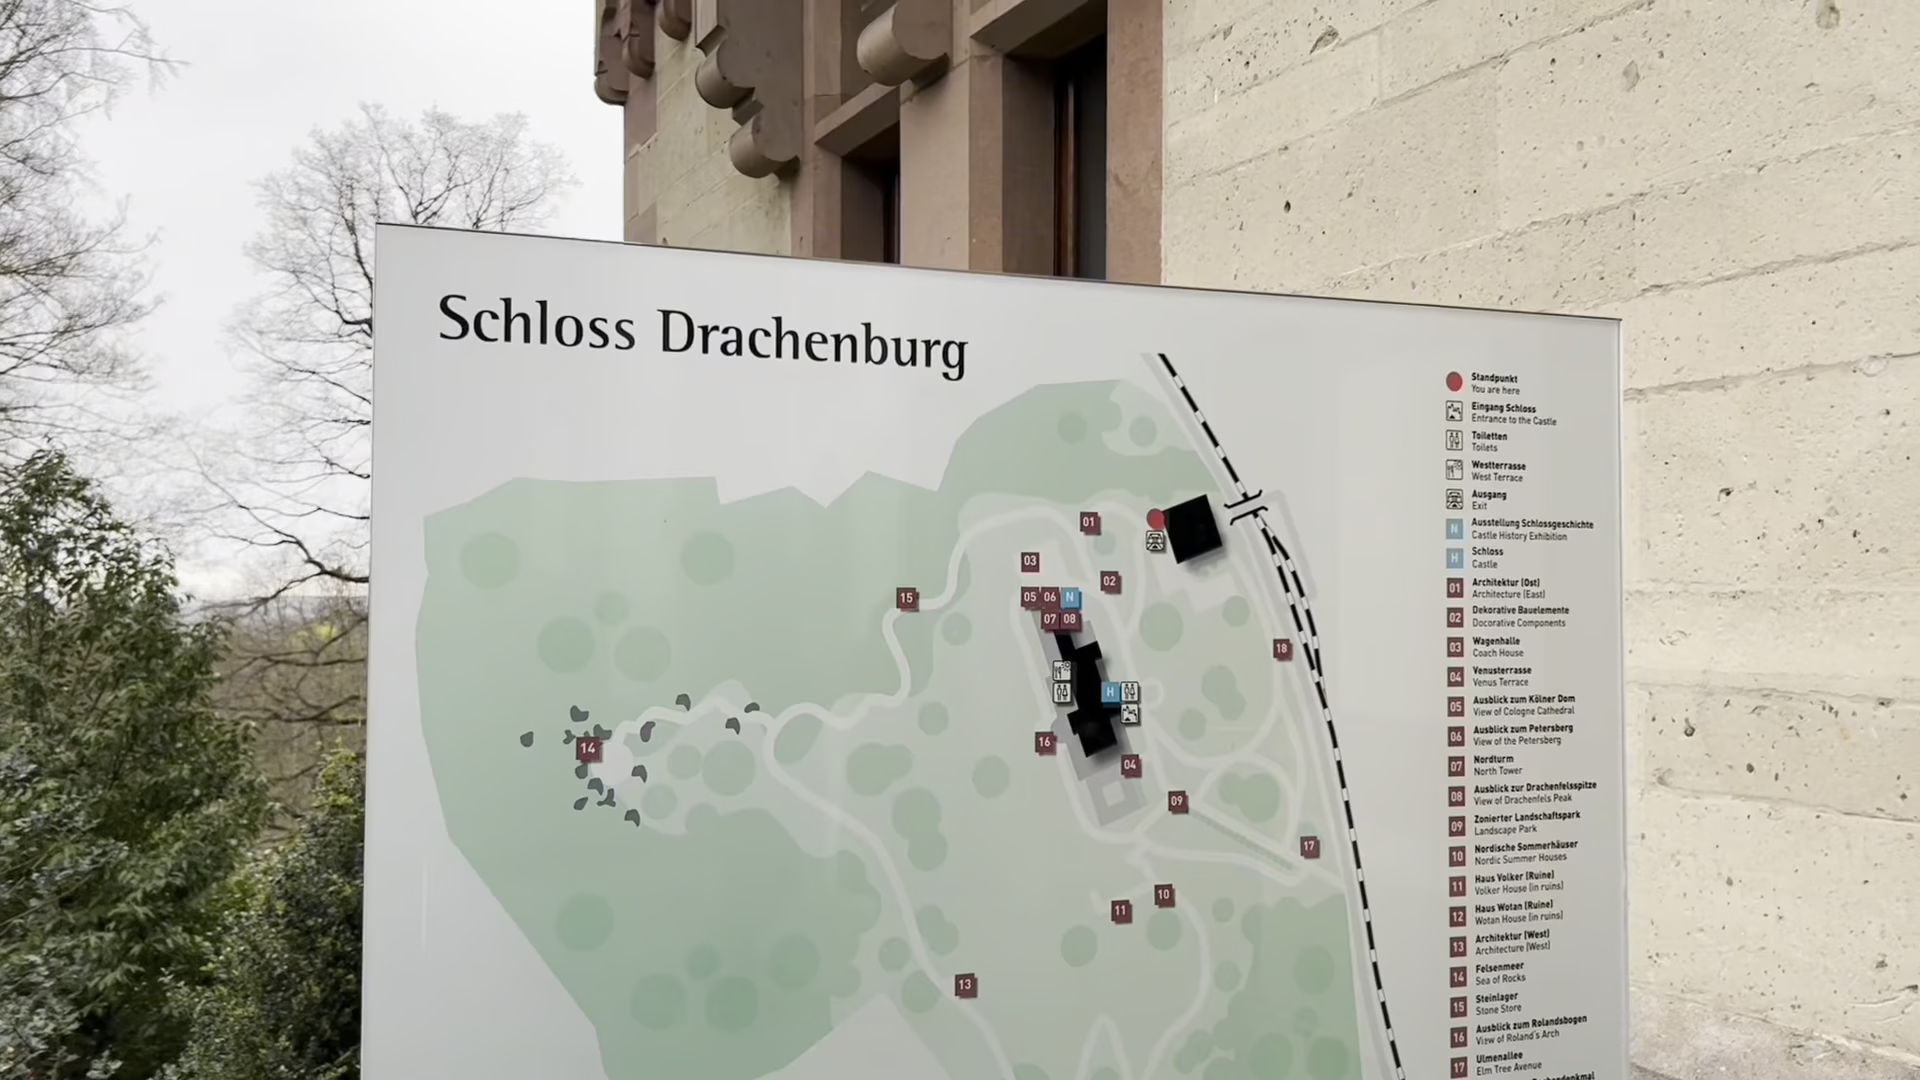 Schloss Drachenburg
Standpunkt
You are here
Eingang Schloss
Entrance to the Castle
Toiletten
Toilets
Westterrasse
West Terrace
Ausgang
Exit
N Ausstellung Schlossgeschichte
Castle History Exhibition
H Schloss
Castle
01 Architektur (Ost)
Architecture (East)
02 Dekorative Bauelemente
Docorative Components
03 Wagenhalle
Coach House
04 Venusterrasse
Venus Terrace
05 Ausblick zum Kölner Dom
View of Cologne Cathedral
06 Ausblick zum Petersberg
View of the Petersberg
07 Nordturm
North Tower
08 Ausblick zur Drachenfelsspitze
View of Drachenfels Peak
09 Zonierter Landschaftspark
Landscape Park
10 Nordische Sommerhäuser
Nordic Summer Houses
11 Haus Volker (Ruine)
Volker House (in ruins)
12 Haus Wotan (Ruine)
Wotan House (in ruins)
13 Architektur (West)
Architecture (West)
14 Felsenmeer
Sea of Rocks
15 Steinlager
Stone Store
16 Ausblick zum Rolandsbogen
View of Roland's Arch
17 Ulmenallee
Elm Tree Avenue
01
03
02
05 06 N
07 08
15
18
H
16
04
14
09
17
10
11
13